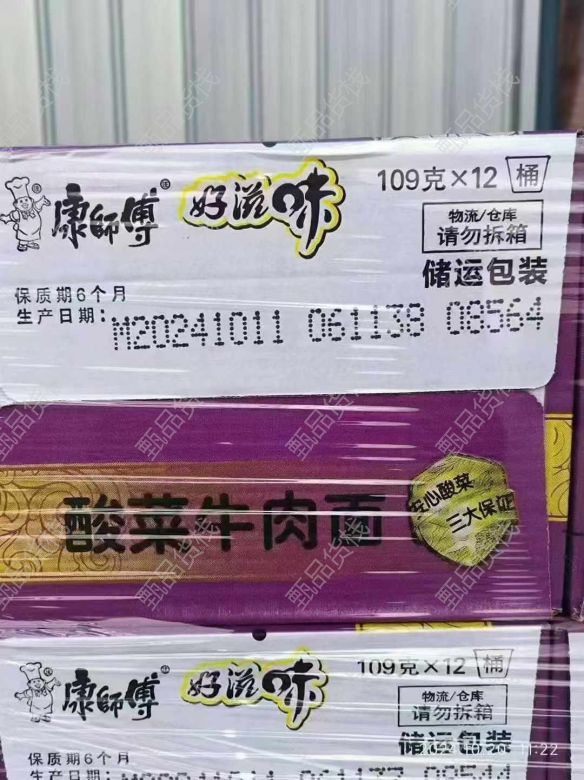 康師傅 好滋味 109克×12 桶
物流/仓库
请勿拆箱
储运包装
保质期6个月
生产日期: M20241011 061138 08564
酸菜牛肉面
安心酸菜
三大保证
康師傅 好滋味 109克×12 桶
物流/仓库
请勿拆箱
储运包装
保质期6个月
生产日期:
甄品货栈